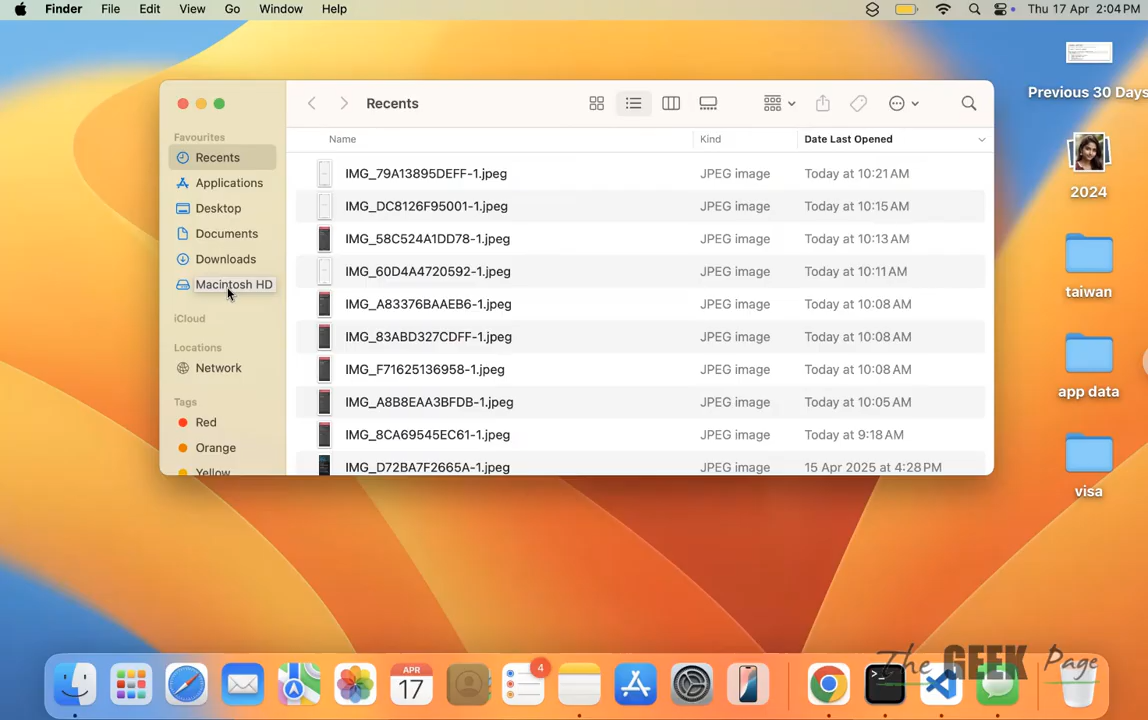 Finder File Edit View Go Window Help Thu 17 Apr 2:04 PM
Previous 30 Days
2024
taiwan
app data
visa
Recents
Favourites
Recents
Applications
Desktop
Documents
Downloads
Macintosh HD
iCloud
Locations
Network
Tags
Red
Orange
Yellow
Name Kind Date Last Opened
IMG_79A13895DEFF-1.jpeg JPEG image Today at 10:21 AM
IMG_DC8126F95001-1.jpeg JPEG image Today at 10:15 AM
IMG_58C524A1DD78-1.jpeg JPEG image Today at 10:13 AM
IMG_60D4A4720592-1.jpeg JPEG image Today at 10:11 AM
IMG_A83376BAAEB6-1.jpeg JPEG image Today at 10:08 AM
IMG_83ABD327CDFF-1.jpeg JPEG image Today at 10:08 AM
IMG_F71625136958-1.jpeg JPEG image Today at 10:08 AM
IMG_A8B8EAA3BFDB-1.jpeg JPEG image Today at 10:05 AM
IMG_8CA69545EC61-1.jpeg JPEG image Today at 9:18 AM
IMG_D72BA7F2665A-1.jpeg JPEG image 15 Apr 2025 at 4:28 PM
APR
17
4
>_
The GEEK Page